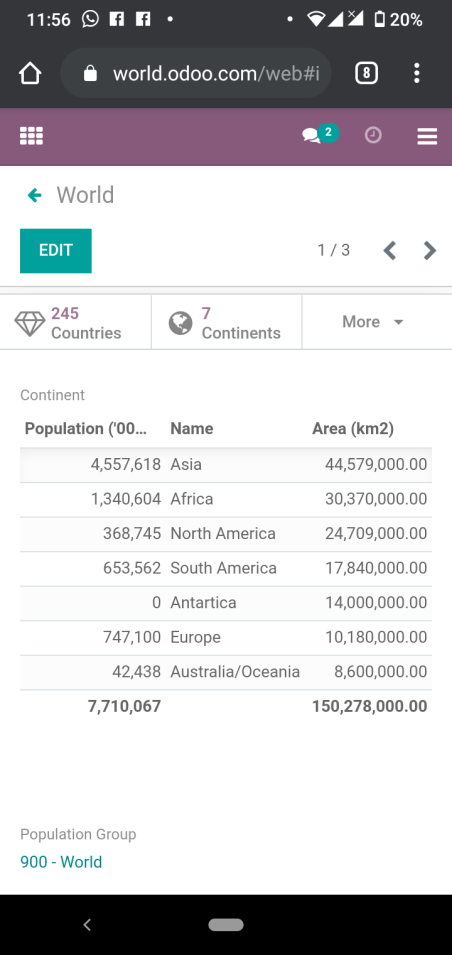 11:56 20%
world.odoo.com/web#i 8
2
World
EDIT 1 / 3
245 Countries 7 Continents More
Continent
Population ('00... Name Area (km2)
4,557,618 Asia 44,579,000.00
1,340,604 Africa 30,370,000.00
368,745 North America 24,709,000.00
653,562 South America 17,840,000.00
0 Antartica 14,000,000.00
747,100 Europe 10,180,000.00
42,438 Australia/Oceania 8,600,000.00
7,710,067 150,278,000.00
Population Group
900 - World